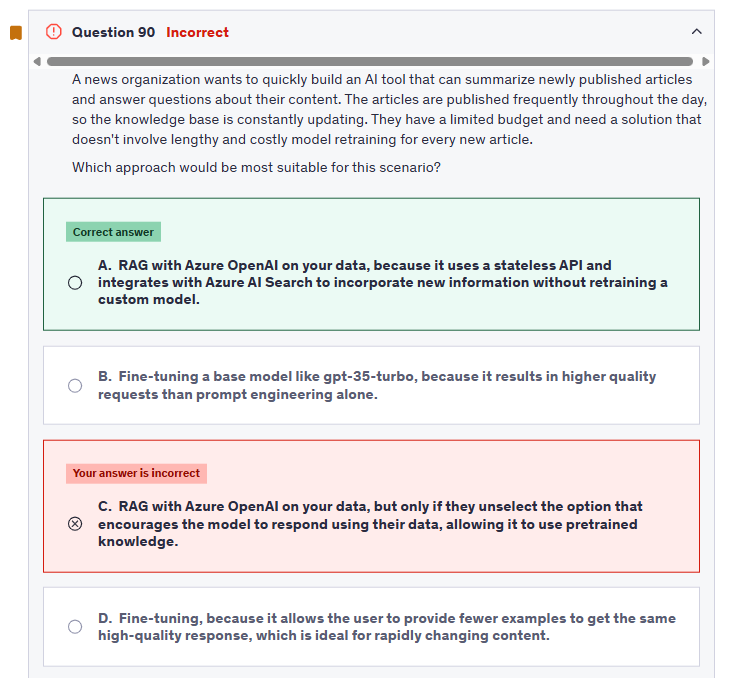 Question 90 Incorrect
A news organization wants to quickly build an AI tool that can summarize newly published articles
and answer questions about their content. The articles are published frequently throughout the day,
so the knowledge base is constantly updating. They have a limited budget and need a solution that
doesn't involve lengthy and costly model retraining for every new article.
Which approach would be most suitable for this scenario?
Correct answer
A. RAG with Azure OpenAI on your data, because it uses a stateless API and
integrates with Azure AI Search to incorporate new information without retraining a
custom model.
B. Fine-tuning a base model like gpt-35-turbo, because it results in higher quality
requests than prompt engineering alone.
Your answer is incorrect
C. RAG with Azure OpenAI on your data, but only if they unselect the option that
encourages the model to respond using their data, allowing it to use pretrained
knowledge.
D. Fine-tuning, because it allows the user to provide fewer examples to get the same
high-quality response, which is ideal for rapidly changing content.